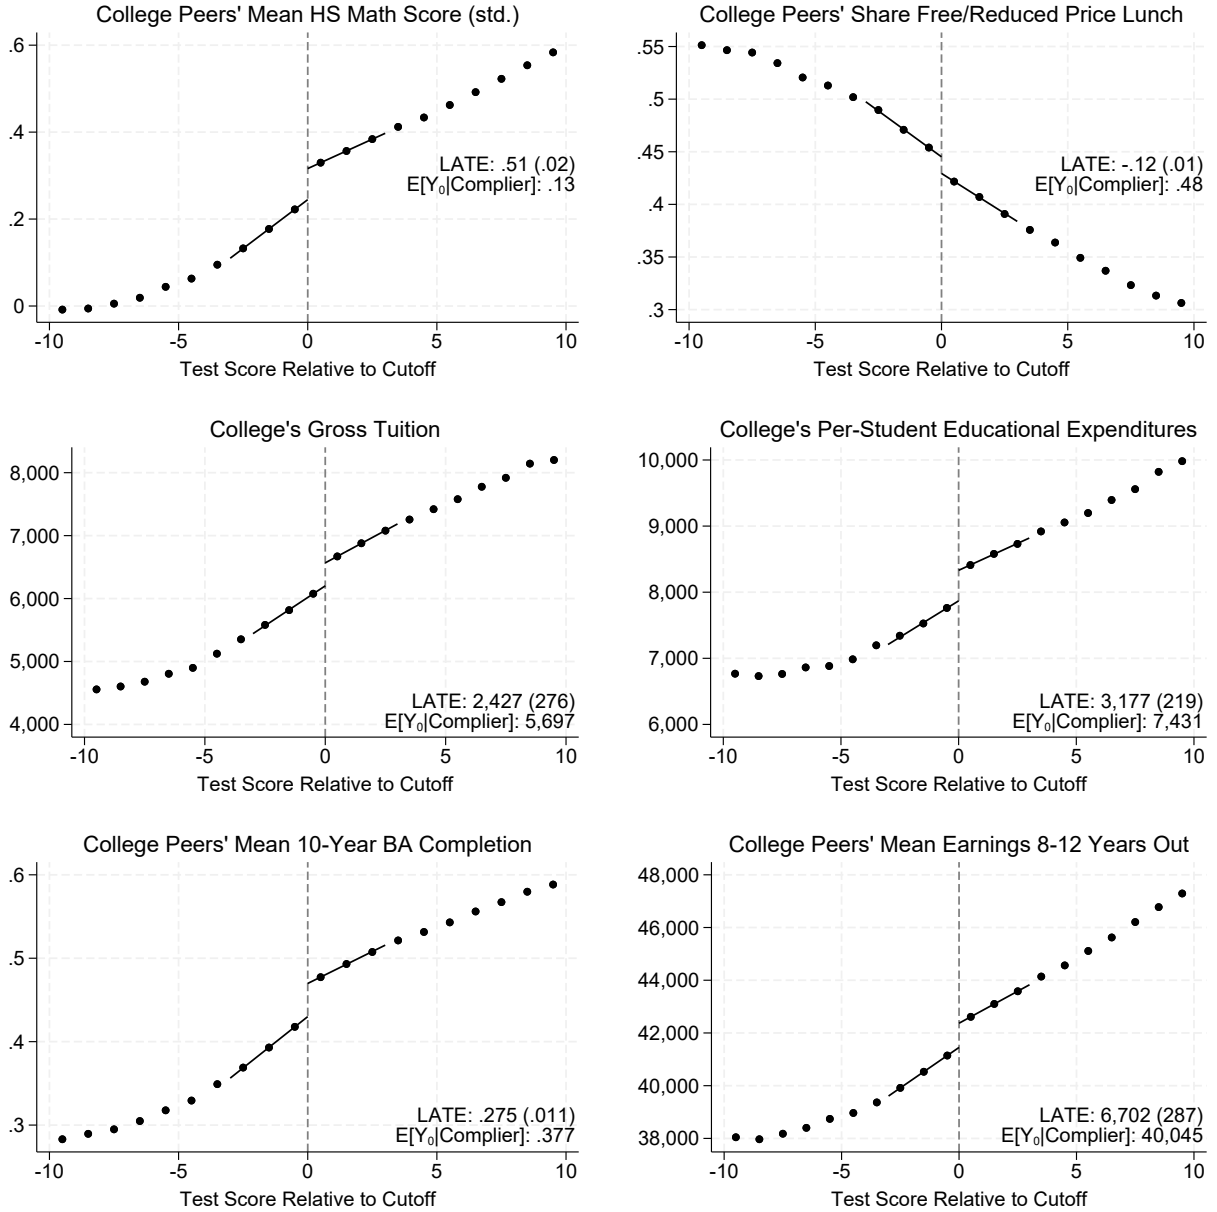 College Peers' Mean HS Math Score (std.)
.6
.4
.2
0
LATE: .51 (.02)
E[Y₀|Complier]: .13
-10 -5 0 5 10
Test Score Relative to Cutoff
College Peers' Share Free/Reduced Price Lunch
.55
.5
.45
.4
.35
.3
LATE: -.12 (.01)
E[Y₀|Complier]: .48
-10 -5 0 5 10
Test Score Relative to Cutoff
College's Gross Tuition
8,000
7,000
6,000
5,000
4,000
LATE: 2,427 (276)
E[Y₀|Complier]: 5,697
-10 -5 0 5 10
Test Score Relative to Cutoff
College's Per-Student Educational Expenditures
10,000
9,000
8,000
7,000
6,000
LATE: 3,177 (219)
E[Y₀|Complier]: 7,431
-10 -5 0 5 10
Test Score Relative to Cutoff
College Peers' Mean 10-Year BA Completion
.6
.5
.4
.3
LATE: .275 (.011)
E[Y₀|Complier]: .377
-10 -5 0 5 10
Test Score Relative to Cutoff
College Peers' Mean Earnings 8-12 Years Out
48,000
46,000
44,000
42,000
40,000
38,000
LATE: 6,702 (287)
E[Y₀|Complier]: 40,045
-10 -5 0 5 10
Test Score Relative to Cutoff